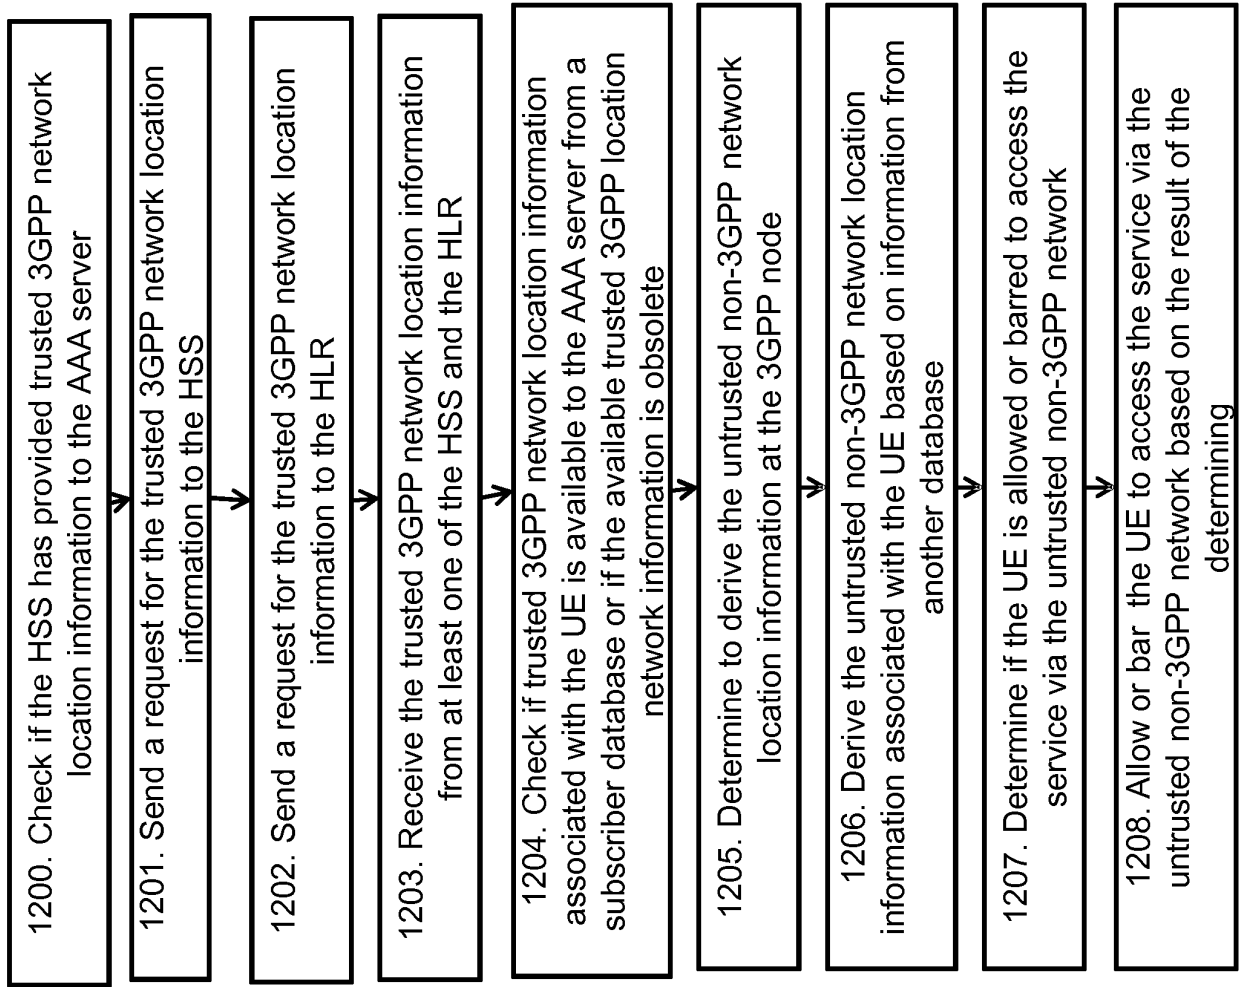 1200. Check if the HSS has provided trusted 3GPP network
location information to the AAA server
1201. Send a request for the trusted 3GPP network location
information to the HSS
1202. Send a request for the trusted 3GPP network location
information to the HLR
1203. Receive the trusted 3GPP network location information
from at least one of the HSS and the HLR
1204. Check if trusted 3GPP network location information
associated with the UE is available to the AAA server from a
subscriber database or if the available trusted 3GPP location
network information is obsolete
1205. Determine to derive the untrusted non-3GPP network
location information at the 3GPP node
1206. Derive the untrusted non-3GPP network location
information associated with the UE based on information from
another database
1207. Determine if the UE is allowed or barred to access the
service via the untrusted non-3GPP network
1208. Allow or bar the UE to access the service via the
untrusted non-3GPP network based on the result of the
determining